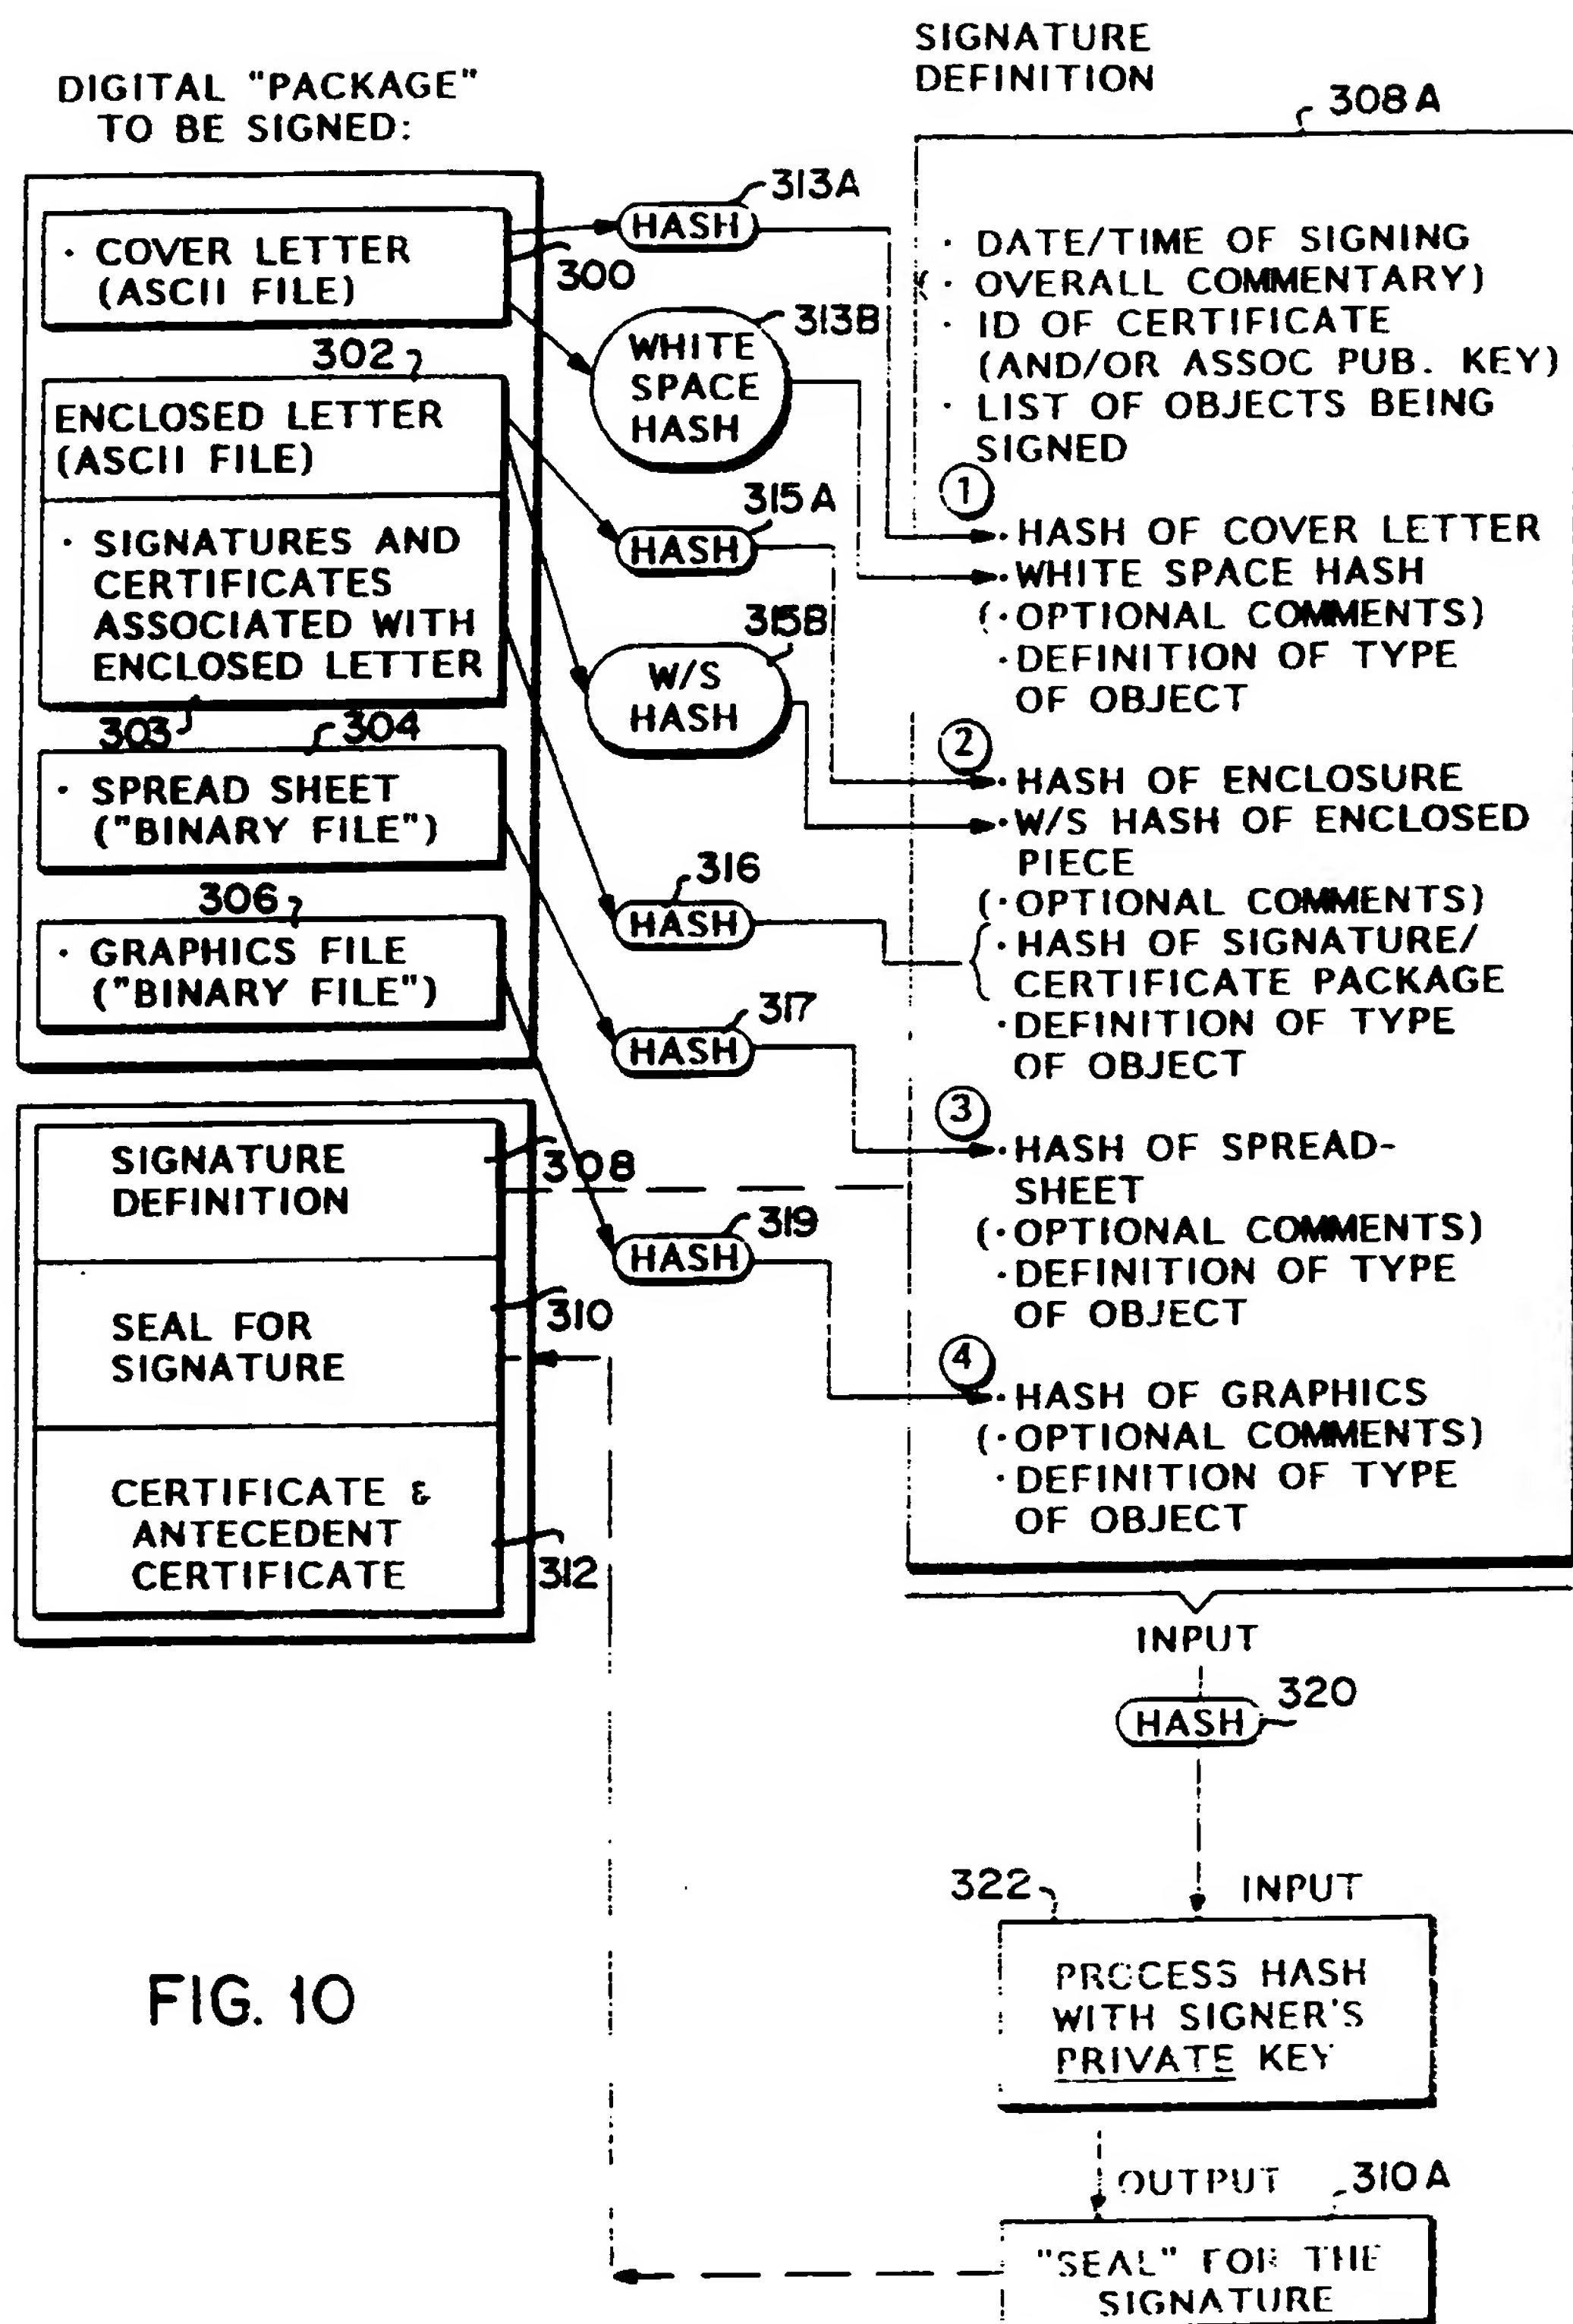 DIGITAL "PACKAGE"
TO BE SIGNED:
· COVER LETTER
(ASCII FILE)
300
302
ENCLOSED LETTER
(ASCII FILE)
· SIGNATURES AND
CERTIFICATES
ASSOCIATED WITH
ENCLOSED LETTER
303
304
· SPREAD SHEET
("BINARY FILE")
306
· GRAPHICS FILE
("BINARY FILE")
SIGNATURE
DEFINITION
308
SEAL FOR
SIGNATURE
310
CERTIFICATE &
ANTECEDENT
CERTIFICATE
312
HASH
313A
WHITE
SPACE
HASH
313B
HASH
315A
W/S
HASH
315B
HASH
316
HASH
317
HASH
319
SIGNATURE
DEFINITION
308A
· DATE/TIME OF SIGNING
(· OVERALL COMMENTARY)
· ID OF CERTIFICATE
(AND/OR ASSOC PUB. KEY)
· LIST OF OBJECTS BEING
SIGNED
1
· HASH OF COVER LETTER
· WHITE SPACE HASH
(· OPTIONAL COMMENTS)
· DEFINITION OF TYPE
OF OBJECT
2
· HASH OF ENCLOSURE
· W/S HASH OF ENCLOSED
PIECE
(· OPTIONAL COMMENTS)
· HASH OF SIGNATURE/
CERTIFICATE PACKAGE
· DEFINITION OF TYPE
OF OBJECT
3
· HASH OF SPREAD-
SHEET
(· OPTIONAL COMMENTS)
· DEFINITION OF TYPE
OF OBJECT
4
· HASH OF GRAPHICS
(· OPTIONAL COMMENTS)
· DEFINITION OF TYPE
OF OBJECT
INPUT
HASH
320
322
INPUT
PROCESS HASH
WITH SIGNER'S
PRIVATE KEY
OUTPUT
310A
"SEAL" FOR THE
SIGNATURE
FIG. 10